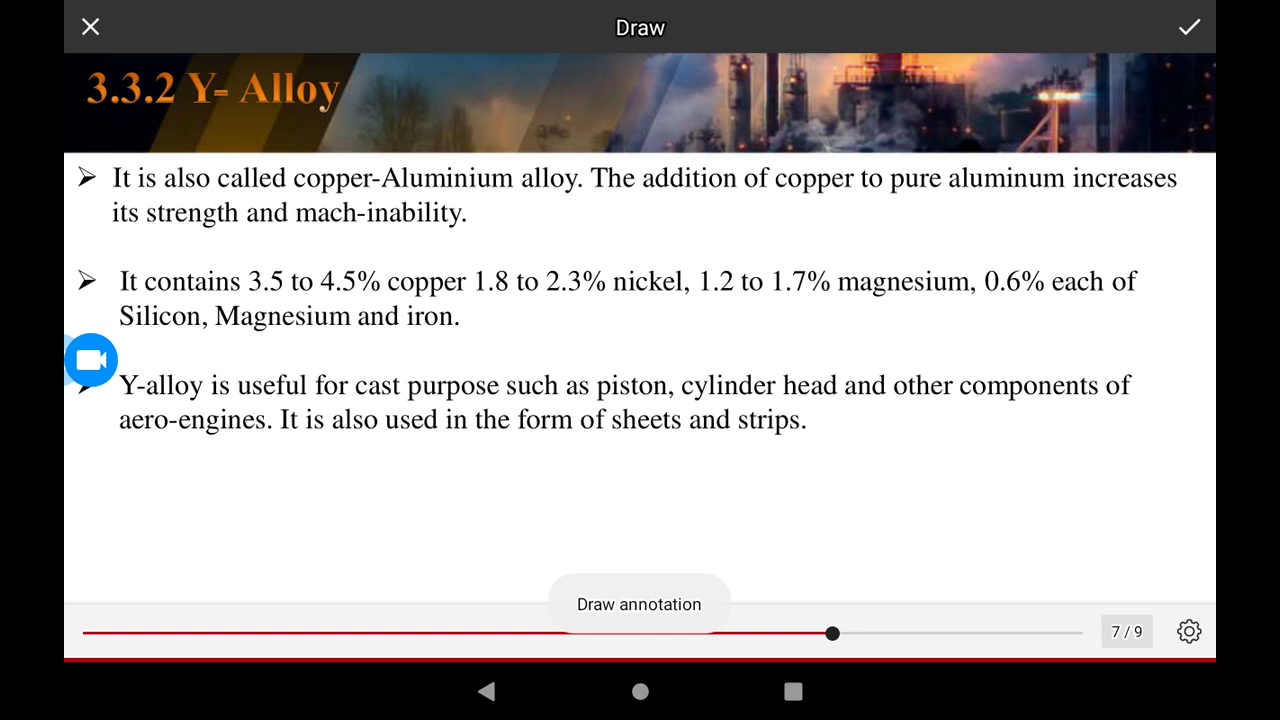 Draw
3.3.2 Y- Alloy
It is also called copper-Aluminium alloy. The addition of copper to pure aluminum increases
its strength and mach-inability.
It contains 3.5 to 4.5% copper 1.8 to 2.3% nickel, 1.2 to 1.7% magnesium, 0.6% each of
Silicon, Magnesium and iron.
Y-alloy is useful for cast purpose such as piston, cylinder head and other components of
aero-engines. It is also used in the form of sheets and strips.
Draw annotation
7 / 9